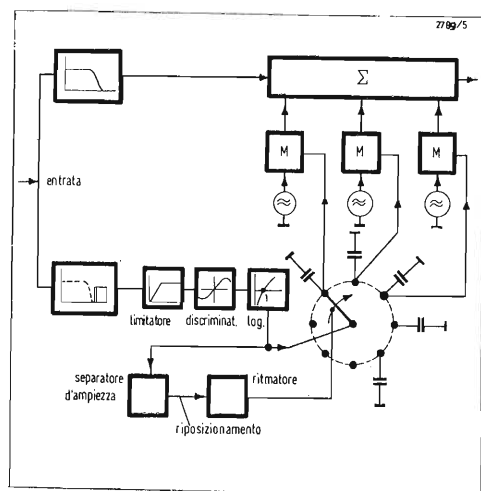 2789/5
Σ
M M M
entrata
limitatore discriminat. log.
separatore
d'ampiezza
ritmatore
riposizionamento